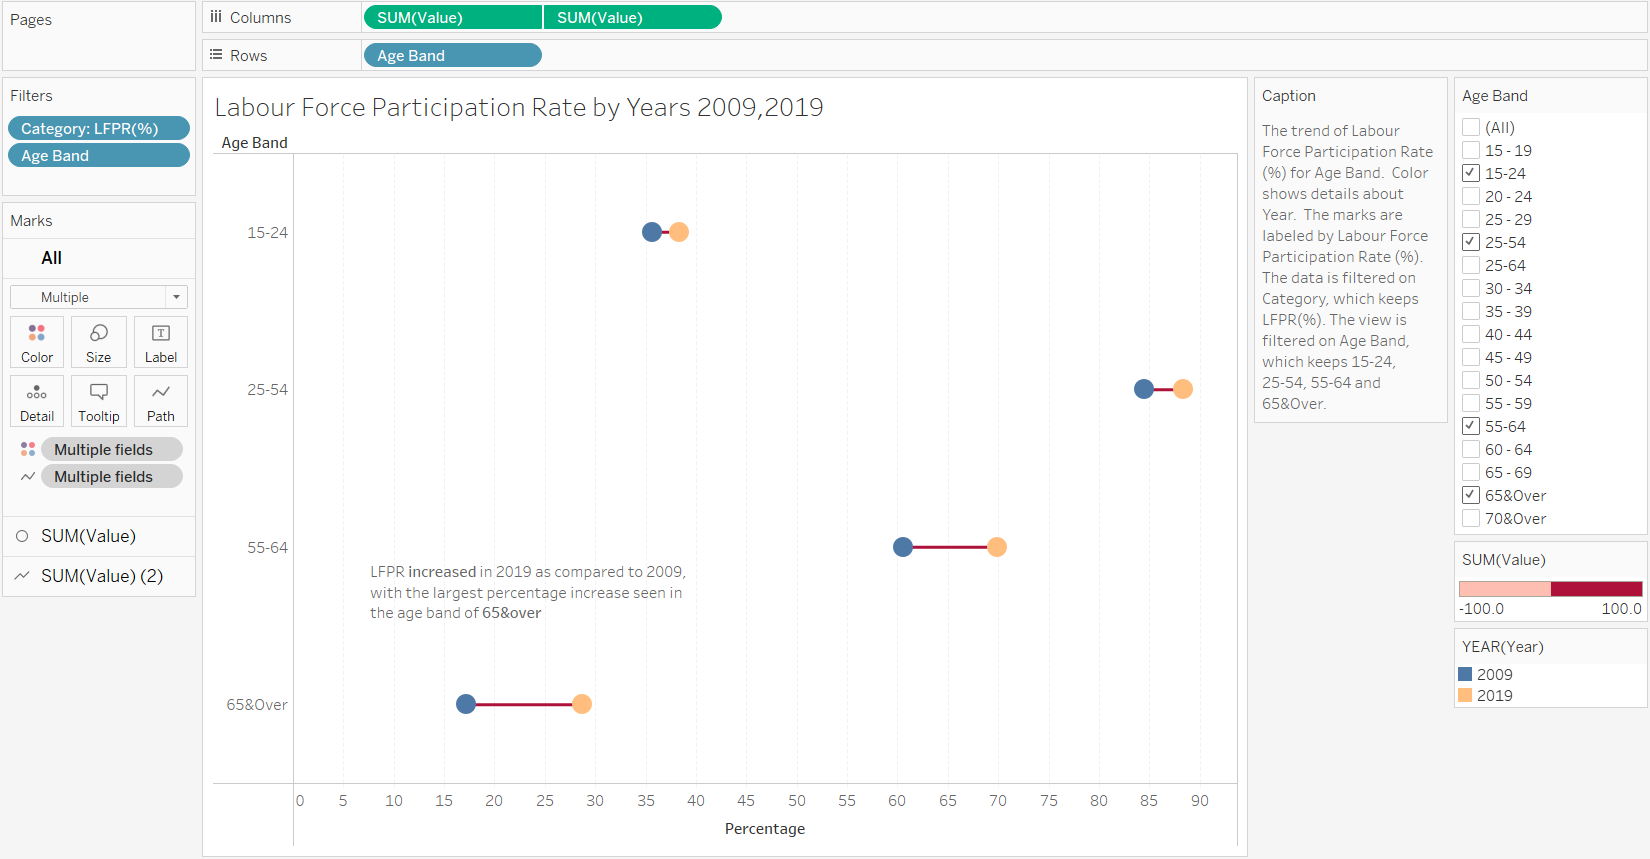 Pages
Columns
SUM(Value)
SUM(Value)
Rows
Age Band
Filters
Category: LFPR(%)
Age Band
Marks
All
Multiple
Color
Size
Label
Detail
Tooltip
Path
Multiple fields
Multiple fields
SUM(Value)
SUM(Value) (2)
Labour Force Participation Rate by Years 2009,2019
Age Band
15-24
25-54
55-64
LFPR increased in 2019 as compared to 2009,
with the largest percentage increase seen in
the age band of 65&over
65&Over
0 5 10 15 20 25 30 35 40 45 50 55 60 65 70 75 80 85 90
Percentage
Caption
The trend of Labour
Force Participation Rate
(%) for Age Band. Color
shows details about
Year. The marks are
labeled by Labour Force
Participation Rate (%).
The data is filtered on
Category, which keeps
LFPR(%). The view is
filtered on Age Band,
which keeps 15-24,
25-54, 55-64 and
65&Over.
Age Band
(All)
15 - 19
15-24
20 - 24
25 - 29
25-54
25-64
30 - 34
35 - 39
40 - 44
45 - 49
50 - 54
55 - 59
55-64
60 - 64
65 - 69
65&Over
70&Over
SUM(Value)
-100.0 100.0
YEAR(Year)
2009
2019